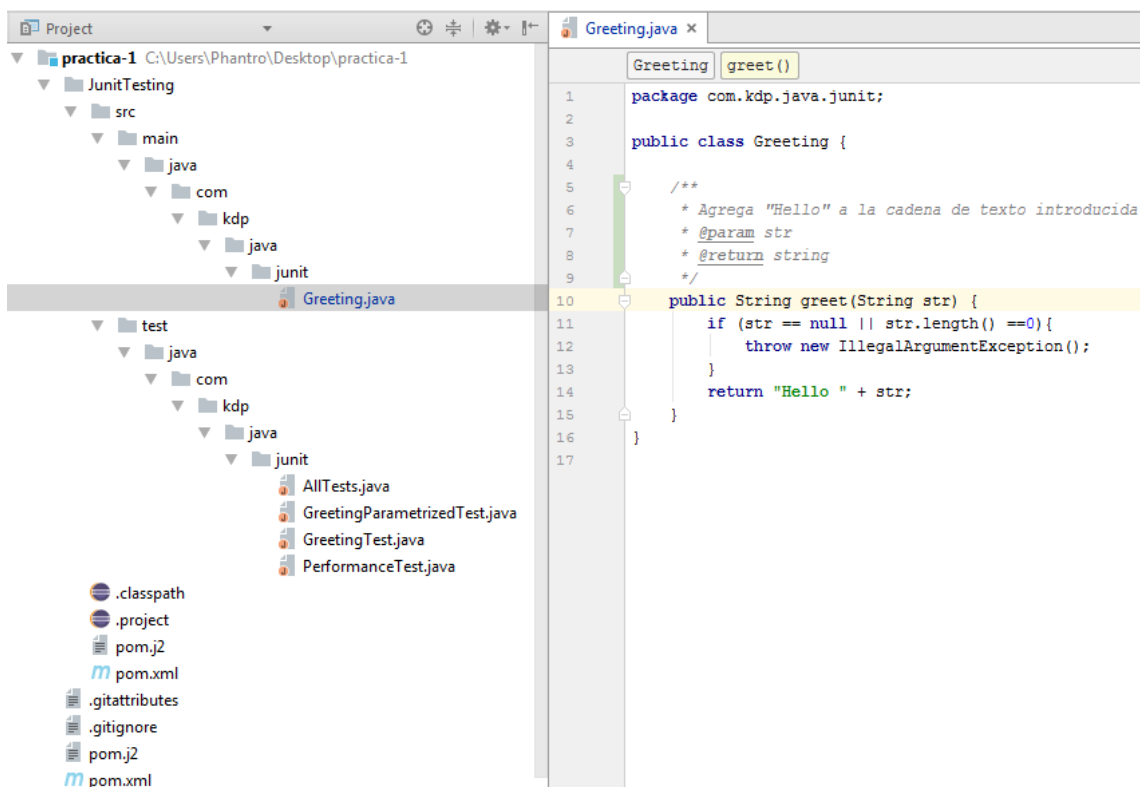 Project
practica-1 C:\Users\Phantro\Desktop\practica-1
JunitTesting
src
main
java
com
kdp
java
junit
Greeting.java
test
java
com
kdp
java
junit
AllTests.java
GreetingParametrizedTest.java
GreetingTest.java
PerformanceTest.java
.classpath
.project
pom.j2
m pom.xml
.gitattributes
.gitignore
pom.j2
m pom.xml
Greeting.java ×
Greeting greet()
1 package com.kdp.java.junit;
2
3 public class Greeting {
4
5 /**
6 * Agrega "Hello" a la cadena de texto introducida
7 * @param str
8 * @return string
9 */
10 public String greet(String str) {
11 if (str == null || str.length() ==0){
12 throw new IllegalArgumentException();
13 }
14 return "Hello " + str;
15 }
16 }
17